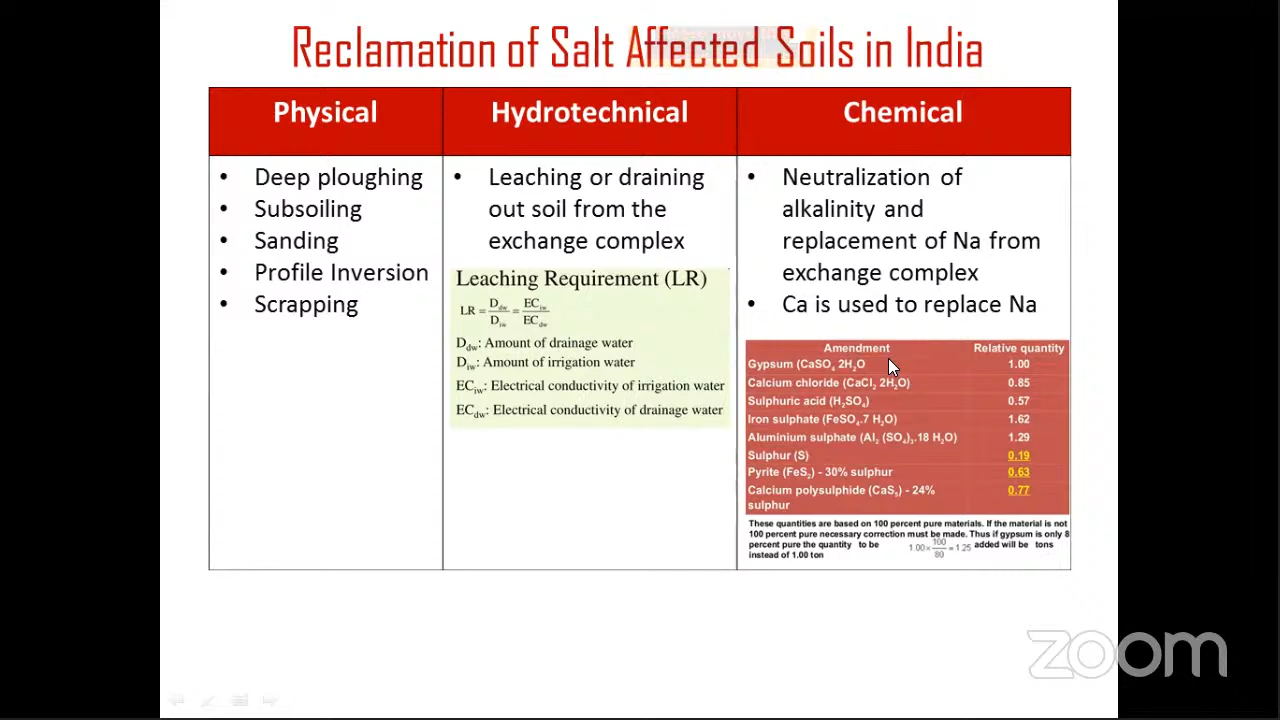 Reclamation of Salt Affected Soils in India
Physical
• Deep ploughing
• Subsoiling
• Sanding
• Profile Inversion
• Scrapping
Hydrotechnical
• Leaching or draining
out soil from the
exchange complex
Leaching Requirement (LR)
LR = D_dw / D_iw = EC_iw / EC_dw
D_dw: Amount of drainage water
D_iw: Amount of irrigation water
EC_iw: Electrical conductivity of irrigation water
EC_dw: Electrical conductivity of drainage water
Chemical
• Neutralization of
alkalinity and
replacement of Na from
exchange complex
• Ca is used to replace Na
Amendment Relative quantity
Gypsum (CaSO₄ 2H₂O 1.00
Calcium chloride (CaCl₂ 2H₂O) 0.85
Sulphuric acid (H₂SO₄) 0.57
Iron sulphate (FeSO₄.7 H₂O) 1.62
Aluminium sulphate (Al₂ (SO₄)₃.18 H₂O) 1.29
Sulphur (S) 0.19
Pyrite (FeS₂) - 30% sulphur 0.63
Calcium polysulphide (CaS₅) - 24% 0.77
sulphur
These quantities are based on 100 percent pure materials. If the material is not
100 percent pure necessary correction must be made. Thus if gypsum is only 8
percent pure the quantity to be 1.00 × 100/80 = 1.25 added will be tons
instead of 1.00 ton
zoom